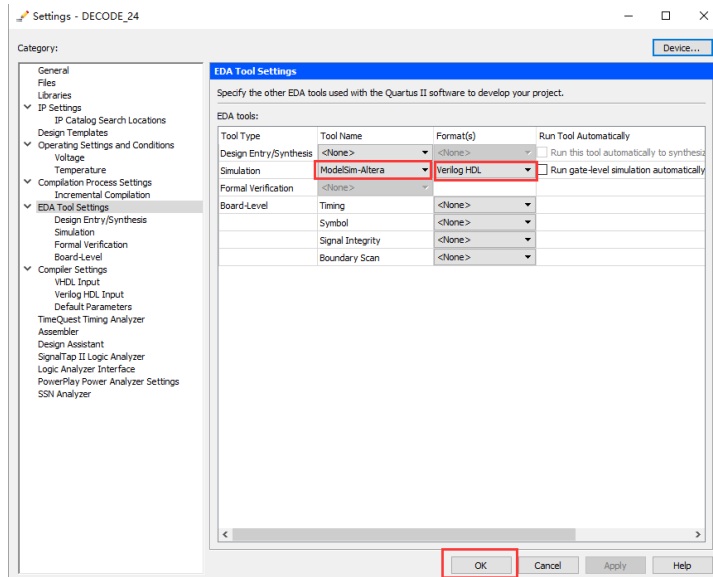 Settings - DECODE_24
Category:
Device...
General
Files
Libraries
IP Settings
IP Catalog Search Locations
Design Templates
Operating Settings and Conditions
Voltage
Temperature
Compilation Process Settings
Incremental Compilation
EDA Tool Settings
Design Entry/Synthesis
Simulation
Formal Verification
Board-Level
Compiler Settings
VHDL Input
Verilog HDL Input
Default Parameters
TimeQuest Timing Analyzer
Assembler
Design Assistant
SignalTap II Logic Analyzer
Logic Analyzer Interface
PowerPlay Power Analyzer Settings
SSN Analyzer
EDA Tool Settings
Specify the other EDA tools used with the Quartus II software to develop your project.
EDA tools:
Tool Type Tool Name Format(s) Run Tool Automatically
Design Entry/Synthesis <None> <None> Run this tool automatically to synthesiz
Simulation ModelSim-Altera Verilog HDL Run gate-level simulation automatically
Formal Verification <None>
Board-Level Timing <None>
Symbol <None>
Signal Integrity <None>
Boundary Scan <None>
OK Cancel Apply Help